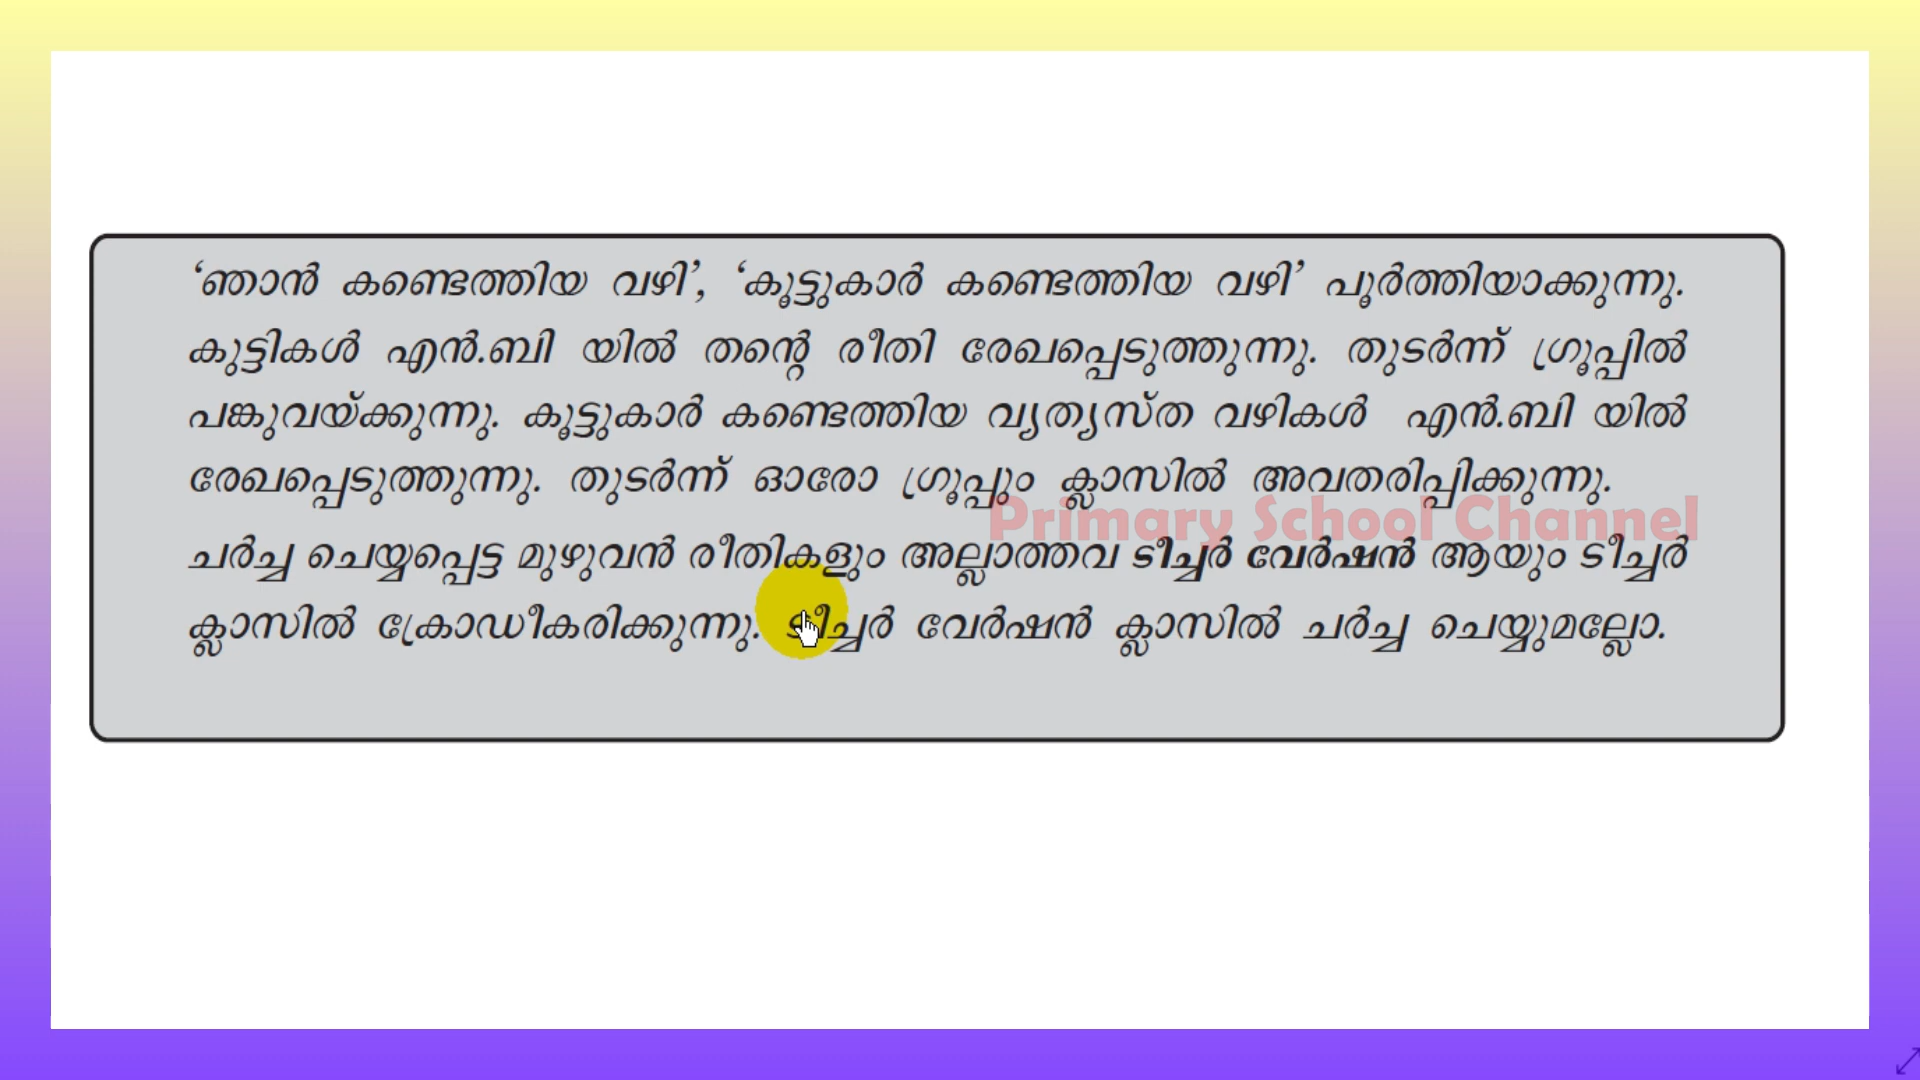 ‘ഞാൻ കണ്ടെത്തിയ വഴി’, ‘കൂട്ടുകാർ കണ്ടെത്തിയ വഴി’ പൂർത്തിയാക്കുന്നു.
കുട്ടികൾ എൻ.ബി യിൽ തന്റെ രീതി രേഖപ്പെടുത്തുന്നു. തുടർന്ന് ഗ്രൂപ്പിൽ
പങ്കുവയ്ക്കുന്നു. കൂട്ടുകാർ കണ്ടെത്തിയ വ്യത്യസ്ത വഴികൾ എൻ.ബി യിൽ
രേഖപ്പെടുത്തുന്നു. തുടർന്ന് ഓരോ ഗ്രൂപ്പും ക്ലാസിൽ അവതരിപ്പിക്കുന്നു.
Primary School Channel
ചർച്ച ചെയ്യപ്പെട്ട മുഴുവൻ രീതികളും അല്ലാത്തവ ടീച്ചർ വേർഷൻ ആയും ടീച്ചർ
ക്ലാസിൽ ക്രോഡീകരിക്കുന്നു. ടീച്ചർ വേർഷൻ ക്ലാസിൽ ചർച്ച ചെയ്യുമല്ലോ.